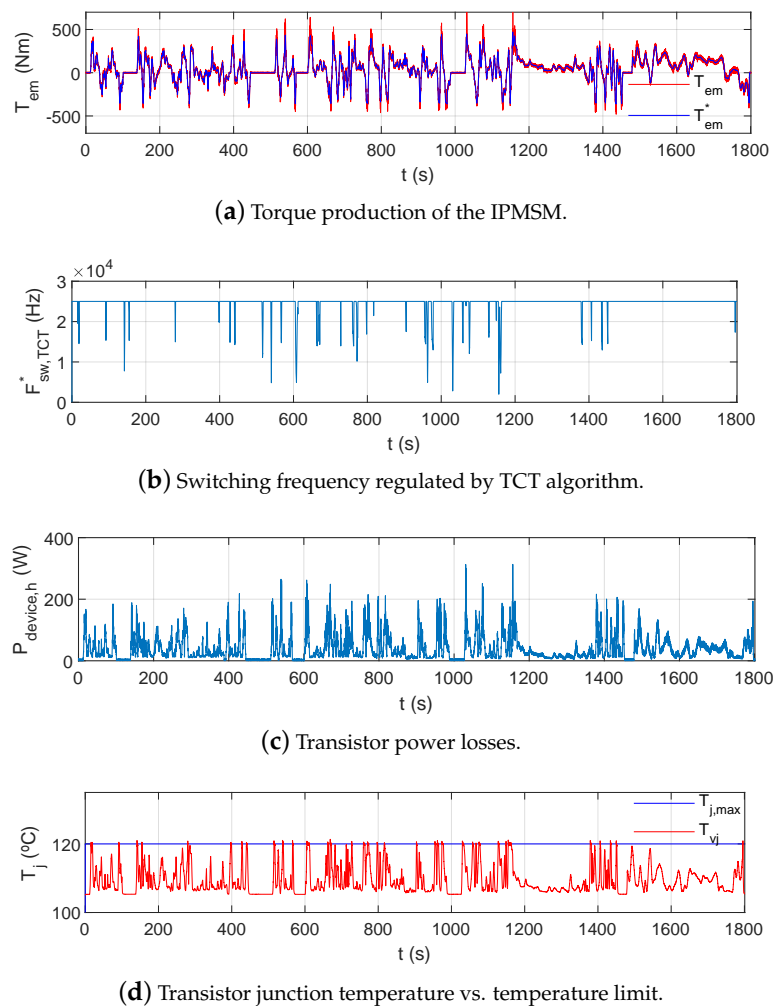 500
0
-500
T_em (Nm)
T_em
T*_em
0 200 400 600 800 1000 1200 1400 1600 1800
t (s)
(a) Torque production of the IPMSM.
×10^4
3
2
1
0
F*_sw,TCT (Hz)
0 200 400 600 800 1000 1200 1400 1600 1800
t (s)
(b) Switching frequency regulated by TCT algorithm.
400
200
0
P_device,h (W)
0 200 400 600 800 1000 1200 1400 1600 1800
t (s)
(c) Transistor power losses.
120
100
T_j (ºC)
T_j,max
T_vj
0 200 400 600 800 1000 1200 1400 1600 1800
t (s)
(d) Transistor junction temperature vs. temperature limit.